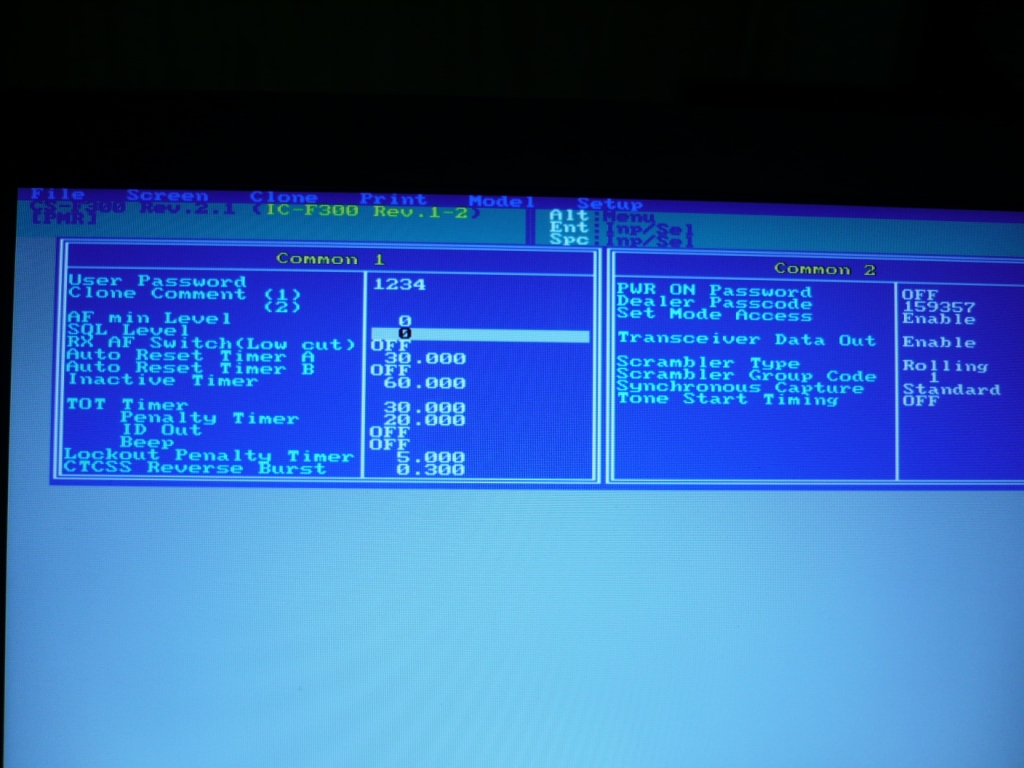 File Screen Clone Print Model Setup
CS-F300 Rev.2.1 (IC-F300 Rev.1-2)
[PMR]
Alt:Menu
Ent:Inp/Sel
Spc:Inp/Sel
Common 1
User Password 1234
Clone Comment (1)
(2)
AF min Level 0
SQL Level 0
RX AF Switch(Low cut) OFF
Auto Reset Timer A 30.000
Auto Reset Timer B OFF
Inactive Timer 60.000
TOT Timer 30.000
Penalty Timer 20.000
ID Out OFF
Beep OFF
Lockout Penalty Timer 5.000
CTCSS Reverse Burst 0.300
Common 2
PWR ON Password OFF
Dealer Passcode 159357
Set Mode Access Enable
Transceiver Data Out Enable
Scrambler Type Rolling
Scrambler Group Code 1
Synchronous Capture Standard
Tone Start Timing OFF